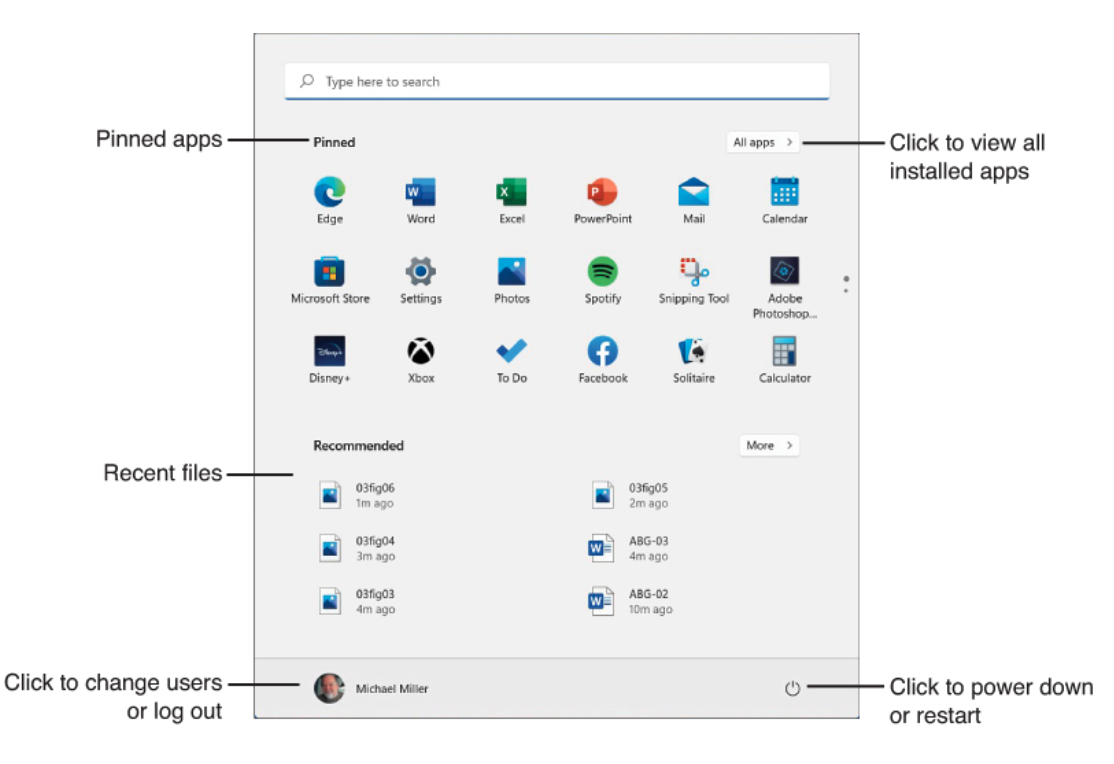 Type here to search
Pinned apps
Pinned
All apps >
Click to view all
installed apps
Edge
Word
Excel
PowerPoint
Mail
Calendar
Microsoft Store
Settings
Photos
Spotify
Snipping Tool
Adobe
Photoshop...
Disney+
Xbox
To Do
Facebook
Solitaire
Calculator
Recommended
More >
Recent files
03fig06
1m ago
03fig05
2m ago
03fig04
3m ago
ABG-03
4m ago
03fig03
4m ago
ABG-02
10m ago
Click to change users
or log out
Michael Miller
Click to power down
or restart